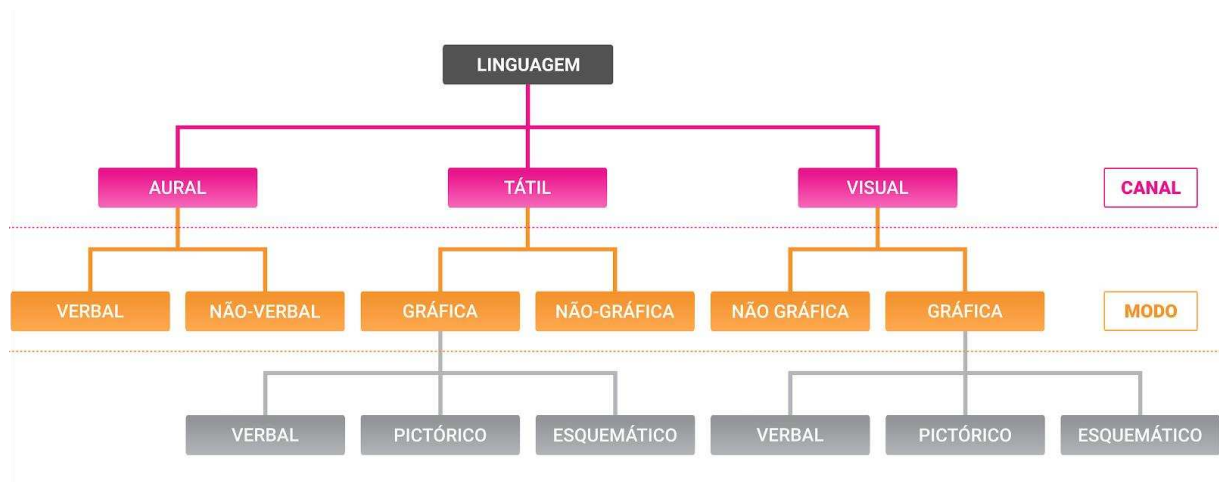 LINGUAGEM
AURAL
TÁTIL
VISUAL
CANAL
VERBAL
NÃO-VERBAL
GRÁFICA
NÃO-GRÁFICA
NÃO GRÁFICA
GRÁFICA
MODO
VERBAL
PICTÓRICO
ESQUEMÁTICO
VERBAL
PICTÓRICO
ESQUEMÁTICO